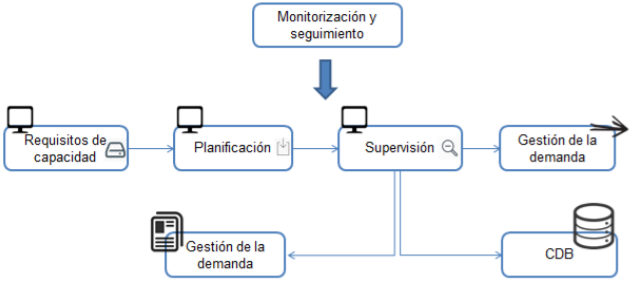 Monitorización y
seguimiento
Requisitos de
capacidad
Planificación
Supervisión
Gestión de la
demanda
Gestión de la
demanda
CDB